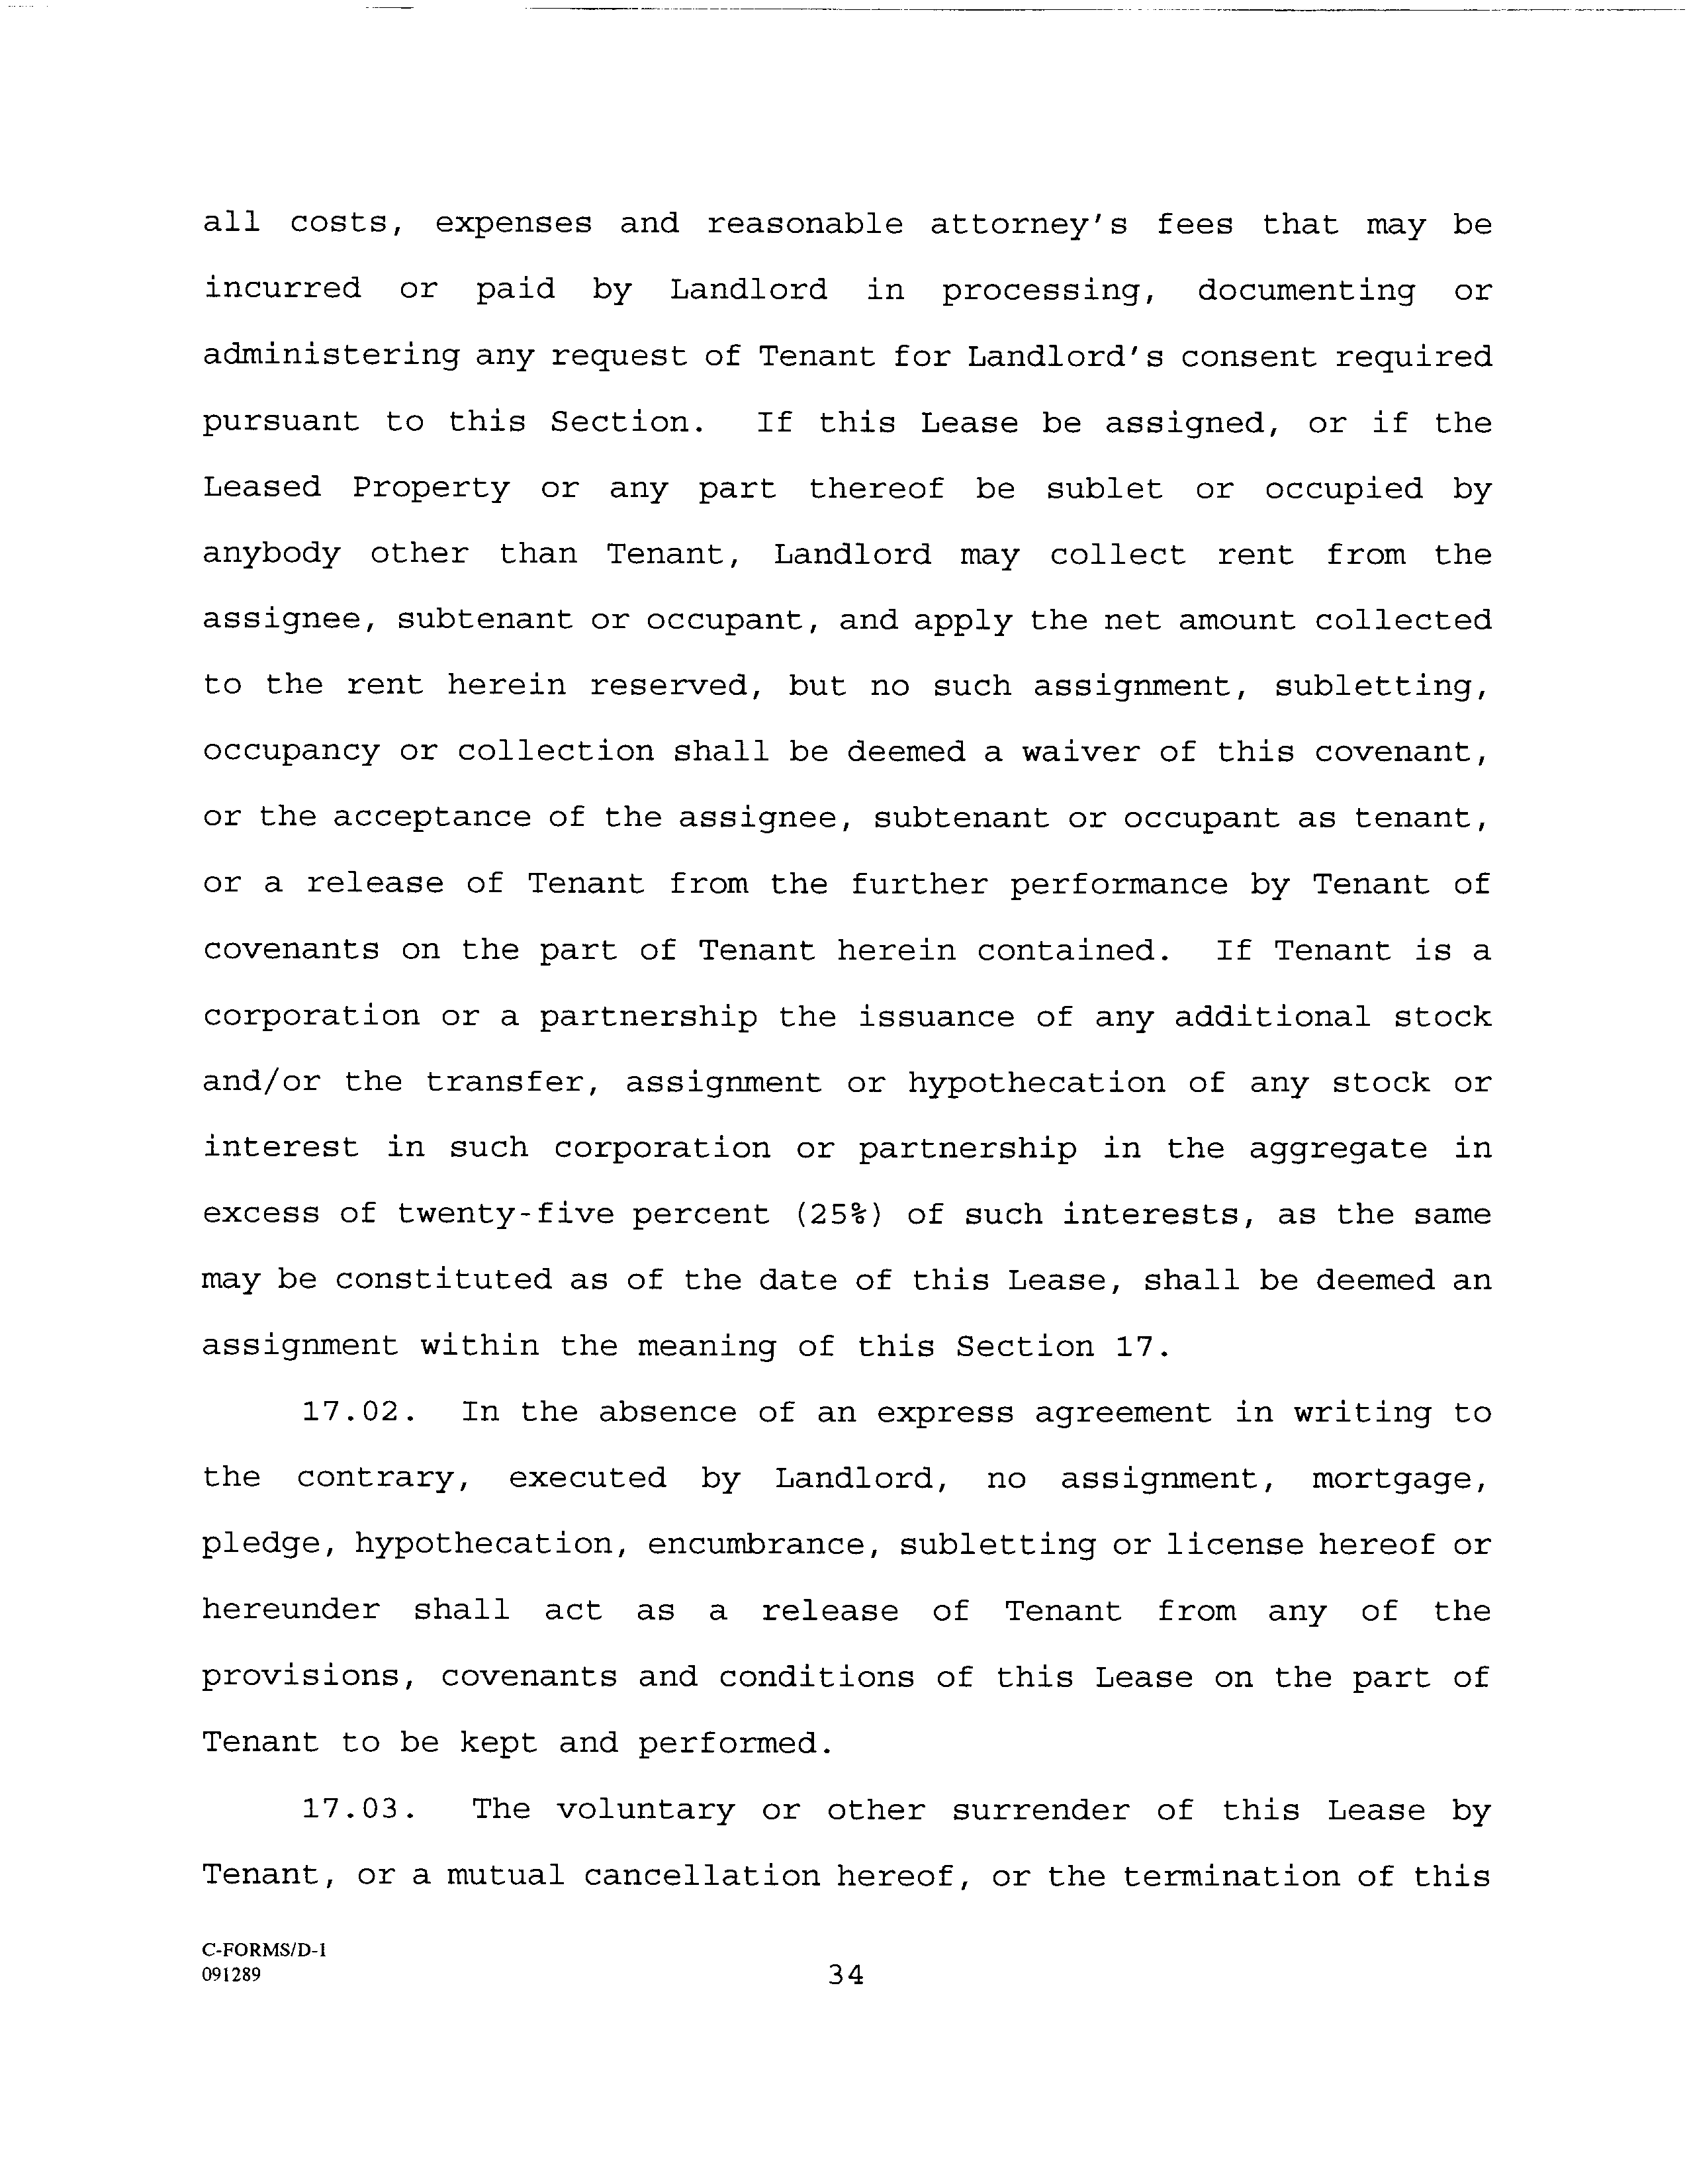 all costs, expenses and reasonable attorney's fees that may be
incurred or paid by Landlord in processing, documenting or
administering any request of Tenant for Landlord's consent required
pursuant to this Section. If this Lease be assigned, or if the
Leased Property or any part thereof be sublet or occupied by
anybody other than Tenant, Landlord may collect rent from the
assignee, subtenant or occupant, and apply the net amount collected
to the rent herein reserved, but no such assignment, subletting,
occupancy or collection shall be deemed a waiver of this covenant,
or the acceptance of the assignee, subtenant or occupant as tenant,
or a release of Tenant from the further performance by Tenant of
covenants on the part of Tenant herein contained. If Tenant is a
corporation or a partnership the issuance of any additional stock
and/or the transfer, assignment or hypothecation of any stock or
interest in such corporation or partnership in the aggregate in
excess of twenty-five percent (25%) of such interests, as the same
may be constituted as of the date of this Lease, shall be deemed an
assignment within the meaning of this Section 17.
17.02. In the absence of an express agreement in writing to
the contrary, executed by Landlord, no assignment, mortgage,
pledge, hypothecation, encumbrance, subletting or license hereof or
hereunder shall act as a release of Tenant from any of the
provisions, covenants and conditions of this Lease on the part of
Tenant to be kept and performed.
17.03. The voluntary or other surrender of this Lease by
Tenant, or a mutual cancellation hereof, or the termination of this
C-FORMS/D-1
091289
34